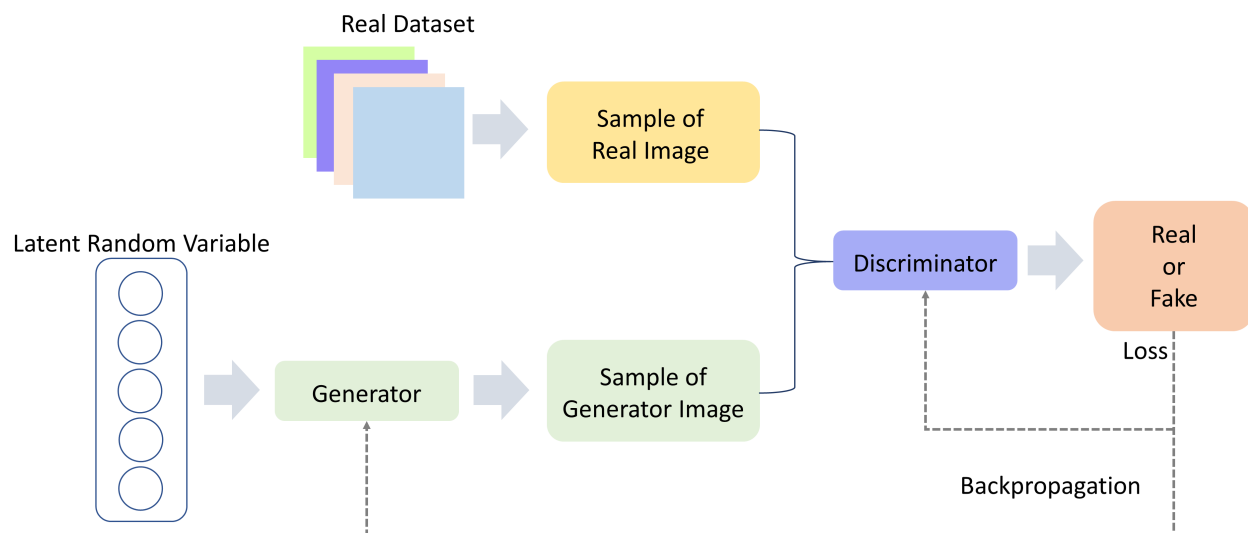 Real Dataset
Sample of
Real Image
Latent Random Variable
Discriminator
Real
or
Fake
Loss
Generator
Sample of
Generator Image
Backpropagation